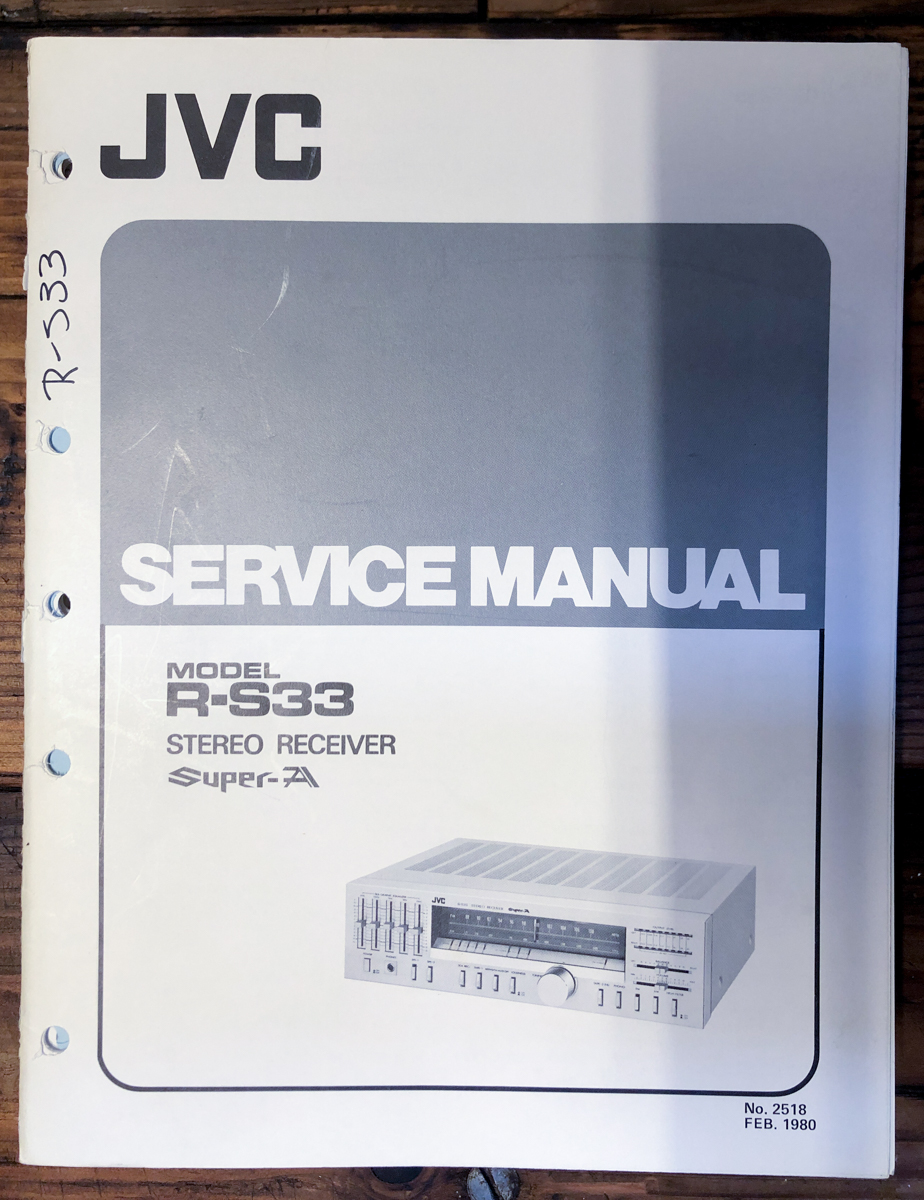 JVC
R-S33
SERVICE MANUAL
MODEL
R-S33
STEREO RECEIVER
Super-A
JVC
No. 2518
FEB. 1980